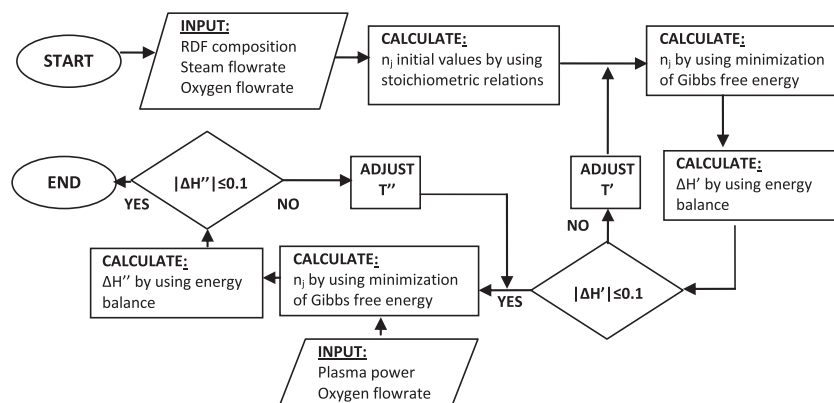 START
INPUT:
RDF composition
Steam flowrate
Oxygen flowrate
CALCULATE:
nj initial values by using
stoichiometric relations
CALCULATE:
nj by using minimization
of Gibbs free energy
CALCULATE:
ΔH' by using energy
balance
|ΔH'|≤0.1
NO
ADJUST
T'
YES
CALCULATE:
nj by using minimization
of Gibbs free energy
INPUT:
Plasma power
Oxygen flowrate
CALCULATE:
ΔH'' by using energy
balance
|ΔH''|≤0.1
NO
ADJUST
T''
YES
END